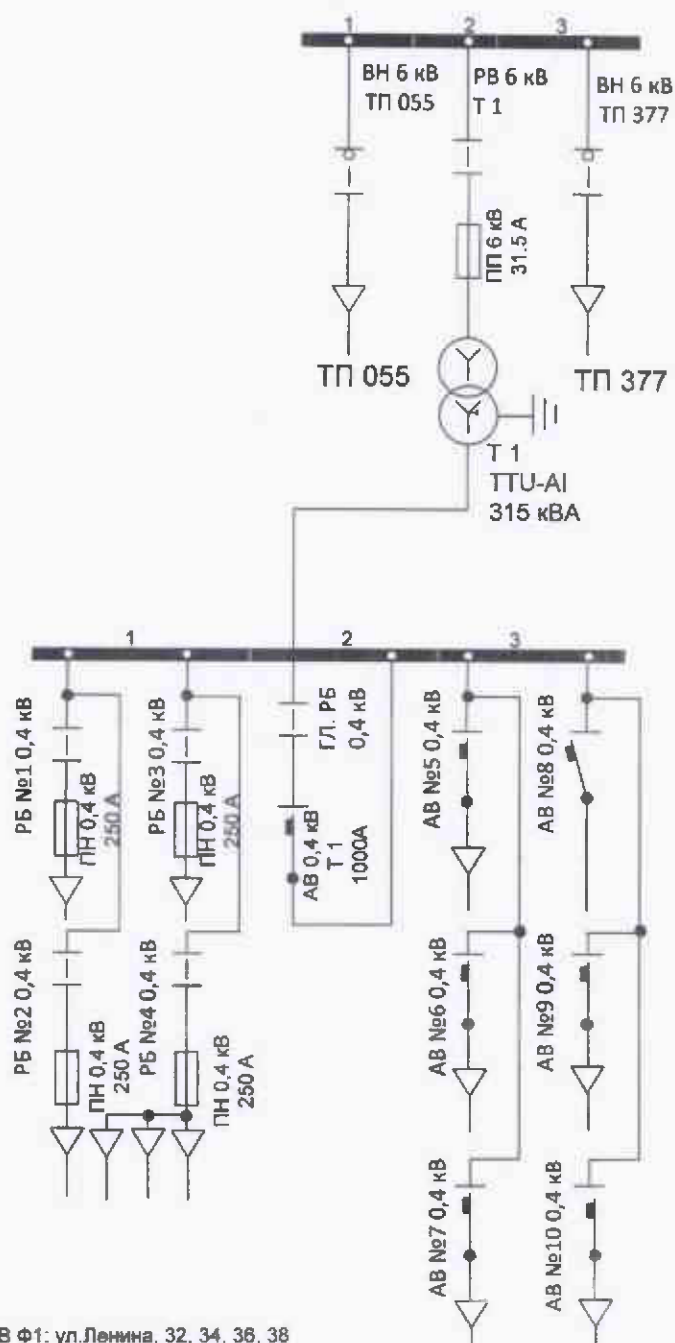 1 2 3
ВН 6 кВ
ТП 055
РВ 6 кВ
Т 1
ВН 6 кВ
ТП 377
ПП 6 кВ
31.5 А
ТП 055
ТП 377
Т 1
TTU-Al
315 кВА
1 2 3
РБ №1 0,4 кВ
ПН 0,4 кВ
250 А
РБ №3 0,4 кВ
ПН 0,4 кВ
250 А
ГЛ. РБ
0,4 кВ
АВ 0,4 кВ
Т 1
1000А
АВ №5 0,4 кВ
АВ №8 0,4 кВ
РБ №2 0,4 кВ
ПН 0.4 кВ
250 А
РБ №4 0,4 кВ
ПН 0.4 кВ
250 А
АВ №6 0,4 кВ
АВ №9 0,4 кВ
АВ №7 0,4 кВ
АВ №10 0,4 кВ
В Ф1: ул.Ленина, 32, 34, 36, 38